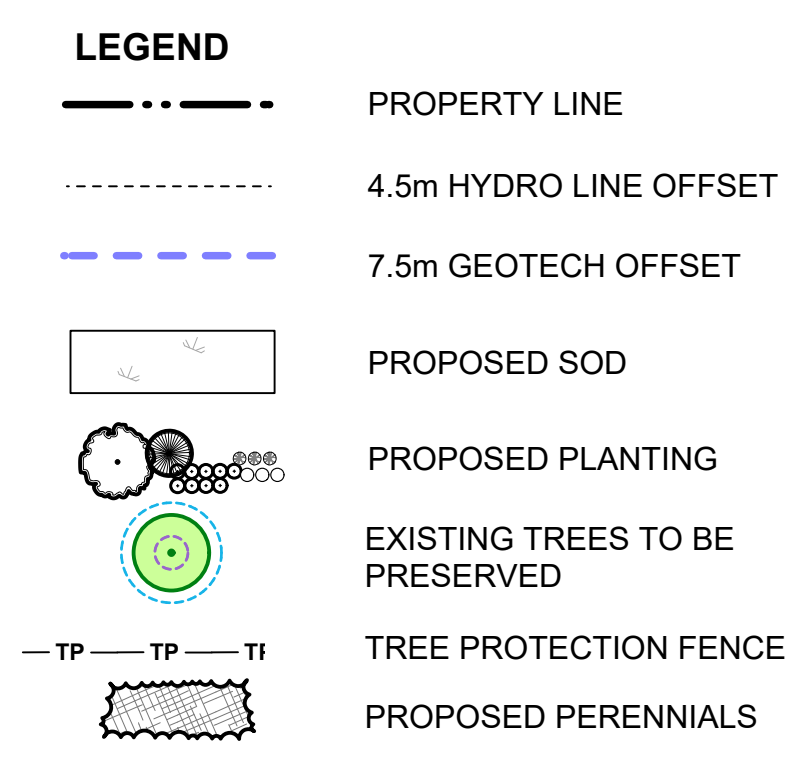 LEGEND
PROPERTY LINE
4.5m HYDRO LINE OFFSET
7.5m GEOTECH OFFSET
PROPOSED SOD
PROPOSED PLANTING
EXISTING TREES TO BE
PRESERVED
TP TP TP TREE PROTECTION FENCE
PROPOSED PERENNIALS